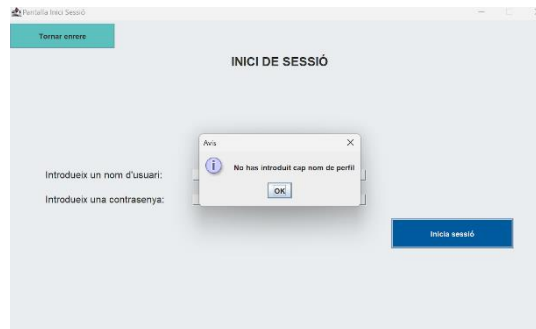 Pantalla Inici Sessió
Tornar enrere
INICI DE SESSIÓ
Avís
No has introduit cap nom de perfil
OK
Introdueix un nom d'usuari:
Introdueix una contrasenya:
Inicia sessió